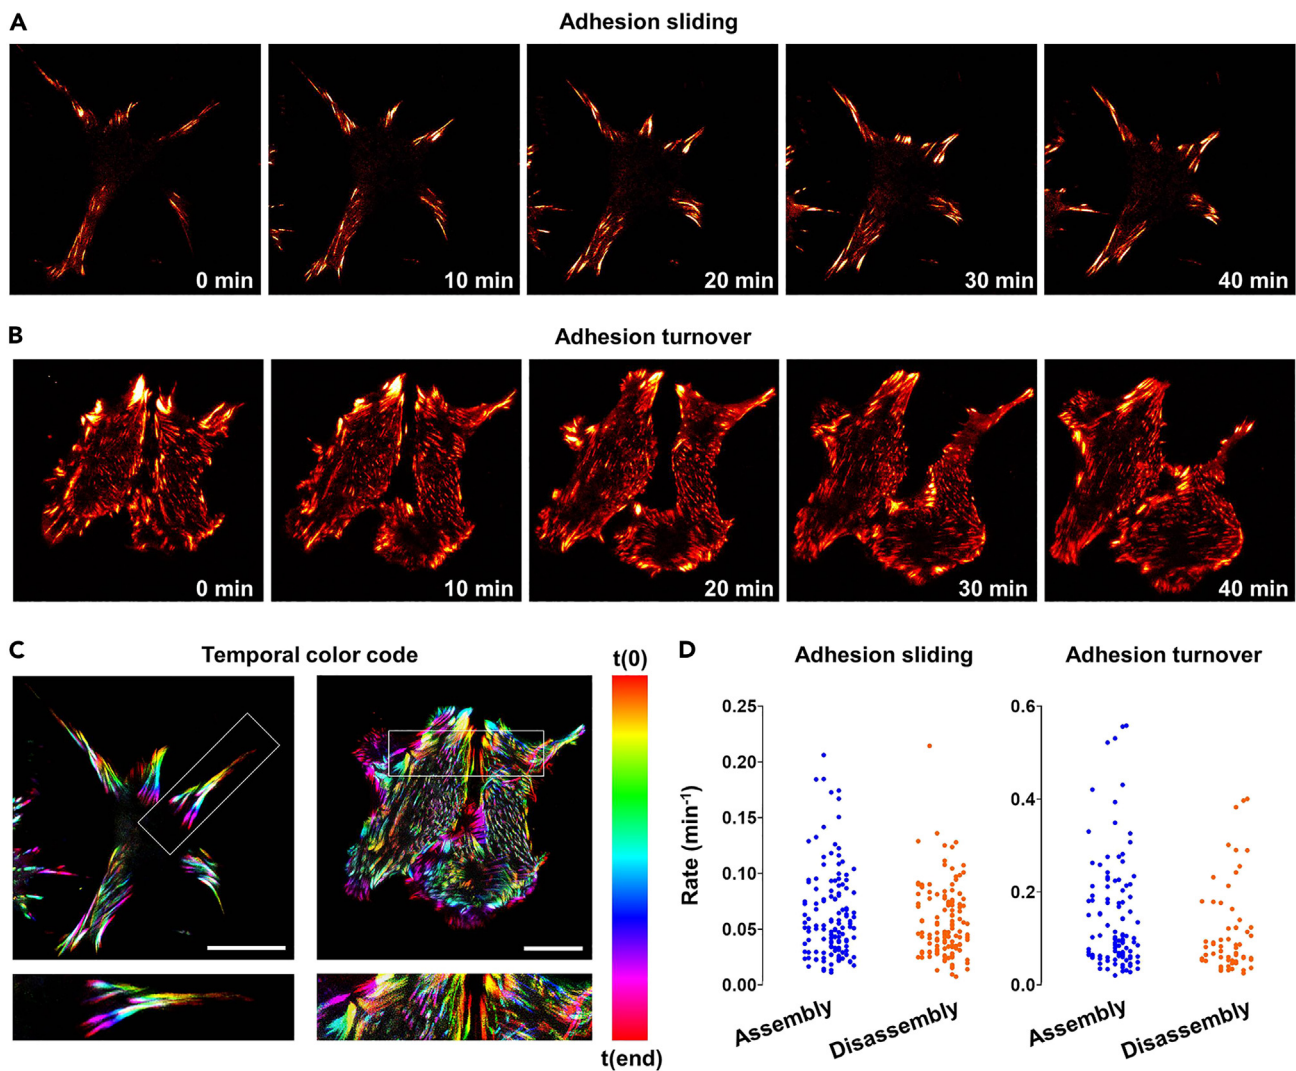 A
Adhesion sliding
0 min
10 min
20 min
30 min
40 min
B
Adhesion turnover
0 min
10 min
20 min
30 min
40 min
C
Temporal color code
t(0)
t(end)
D
Adhesion sliding
Adhesion turnover
Rate (min⁻¹)
0.25
0.20
0.15
0.10
0.05
0.00
Assembly
Disassembly
0.6
0.4
0.2
0.0
Assembly
Disassembly